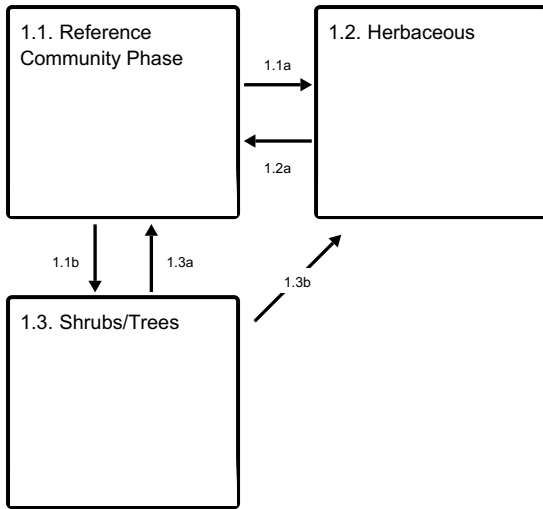 1.1. Reference
Community Phase
1.2. Herbaceous
1.1a
1.2a
1.1b
1.3a
1.3b
1.3. Shrubs/Trees